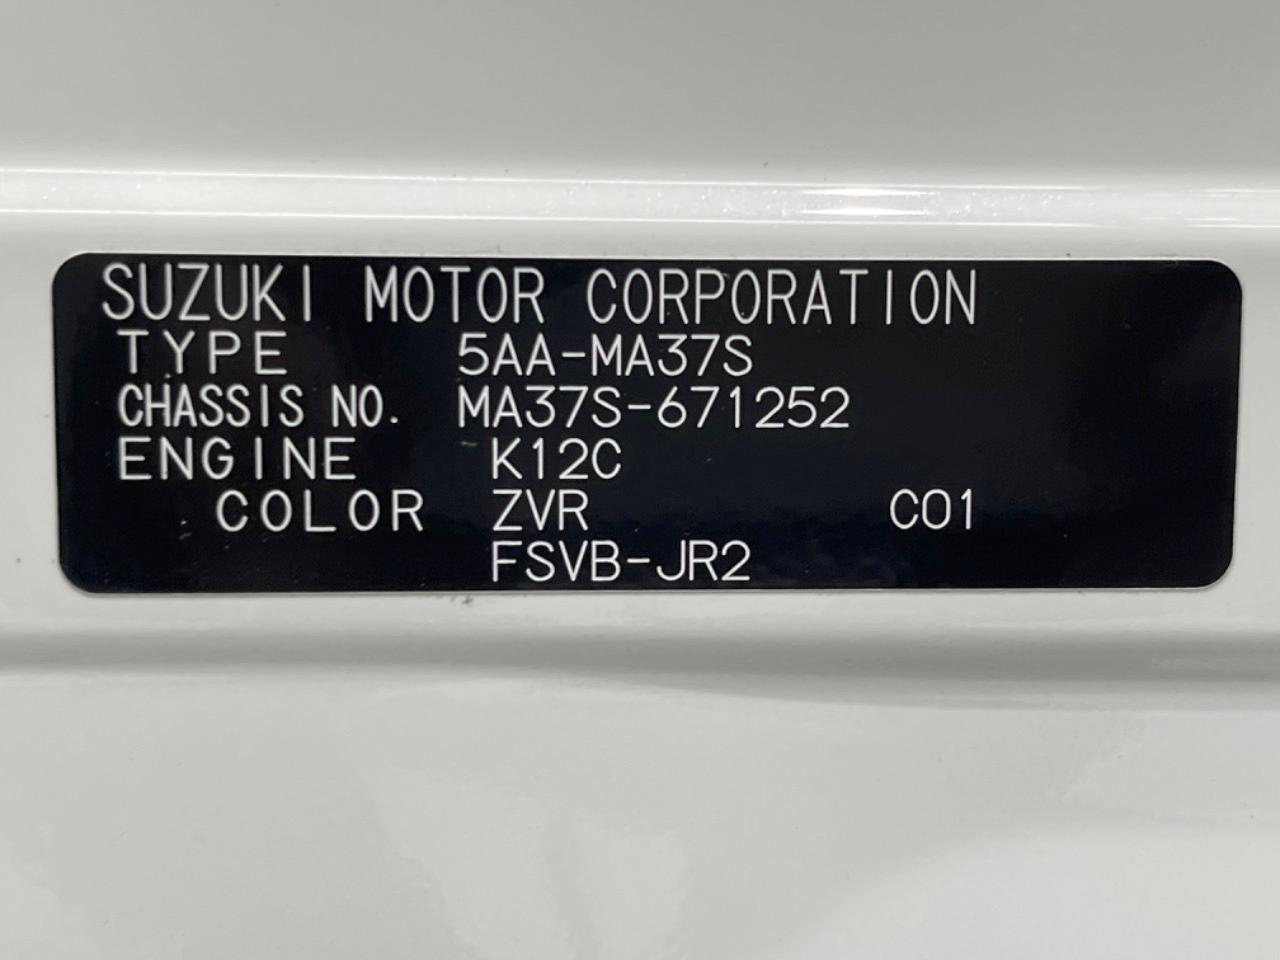 SUZUKI MOTOR CORPORATION
TYPE 5AA-MA37S
CHASSIS NO. MA37S-671252
ENGINE K12C
COLOR ZVR C01
FSVB-JR2